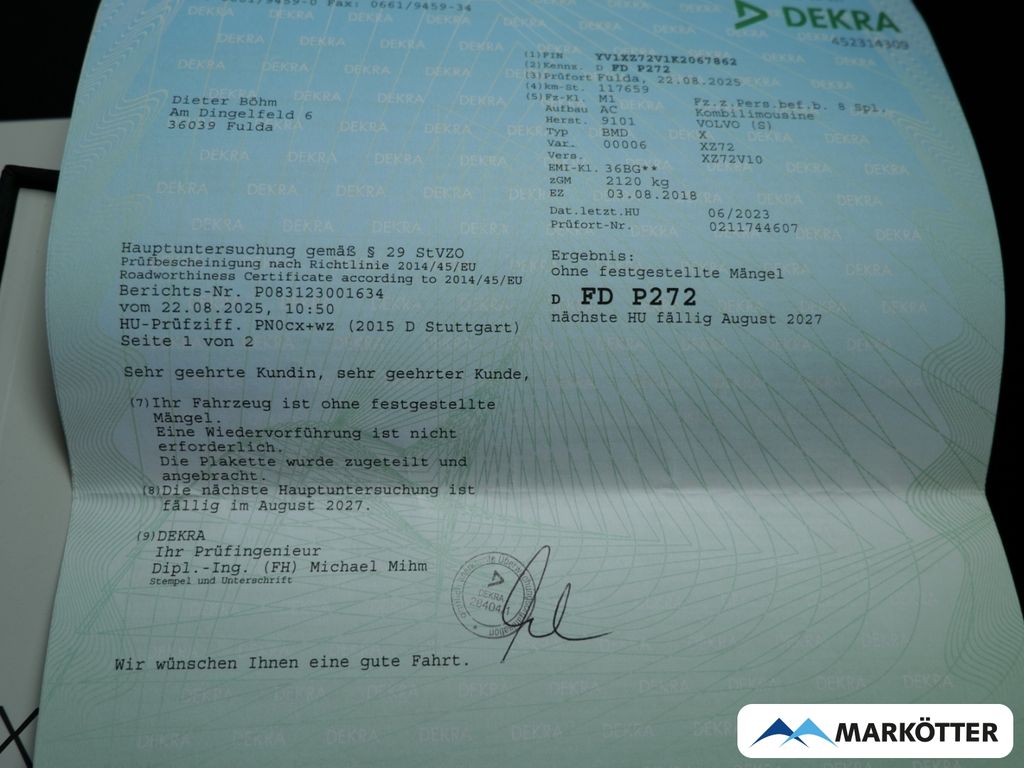 0661/9459-0 Fax: 0661/9459-34
DEKRA
452314309
Dieter Böhm
Am Dingelfeld 6
36039 Fulda
(1)FIN YV1XZ72V1K2067862
(2)Kennz. D FD P272
(3)Prüfort Fulda, 22.08.2025
(4)km-St. 117659
(5)Fz-Kl. M1 Fz.z.Pers.bef.b. 8 Spl.
Aufbau AC Kombilimousine
Herst. 9101 VOLVO (S)
Typ BMD X
Var. 00006 XZ72
Vers. XZ72V10
EMI-Kl. 36BG**
zGM 2120 kg
EZ 03.08.2018
Dat.letzt.HU 06/2023
Prüfort-Nr. 0211744607
Hauptuntersuchung gemäß § 29 StVZO
Prüfbescheinigung nach Richtlinie 2014/45/EU
Roadworthiness Certificate according to 2014/45/EU
Berichts-Nr. P083123001634
vom 22.08.2025, 10:50
HU-Prüfziff. PN0cx+wz (2015 D Stuttgart)
Seite 1 von 2
Ergebnis:
ohne festgestellte Mängel
D FD P272
nächste HU fällig August 2027
Sehr geehrte Kundin, sehr geehrter Kunde,
(7)Ihr Fahrzeug ist ohne festgestellte
Mängel.
Eine Wiedervorführung ist nicht
erforderlich.
Die Plakette wurde zugeteilt und
angebracht.
(8)Die nächste Hauptuntersuchung ist
fällig im August 2027.
(9)DEKRA
Ihr Prüfingenieur
Dipl.-Ing. (FH) Michael Mihm
Stempel und Unterschrift
DEKRA
Wir wünschen Ihnen eine gute Fahrt.
MARKÖTTER